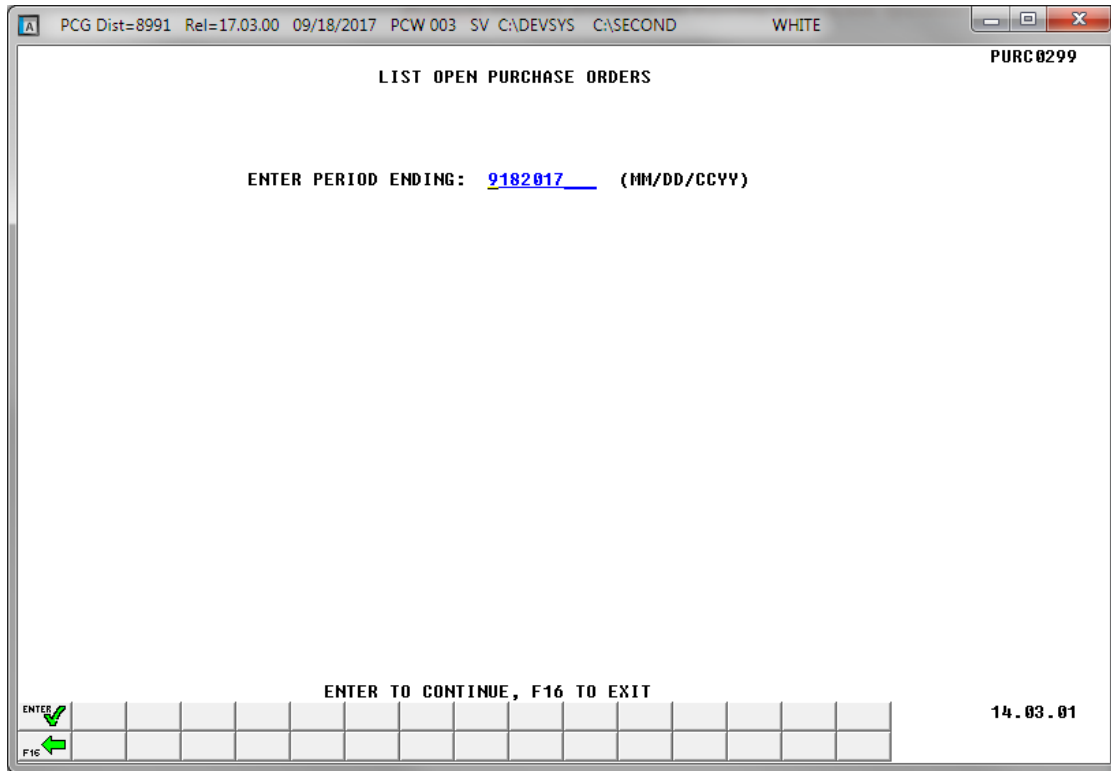 PCG Dist=8991 Rel=17.03.00 09/18/2017 PCW 003 SV C:\DEVSYS C:\SECOND WHITE
PURC0299
LIST OPEN PURCHASE ORDERS
ENTER PERIOD ENDING: 9182017___ (MM/DD/CCYY)
ENTER TO CONTINUE, F16 TO EXIT
ENTER
14.03.01
F16